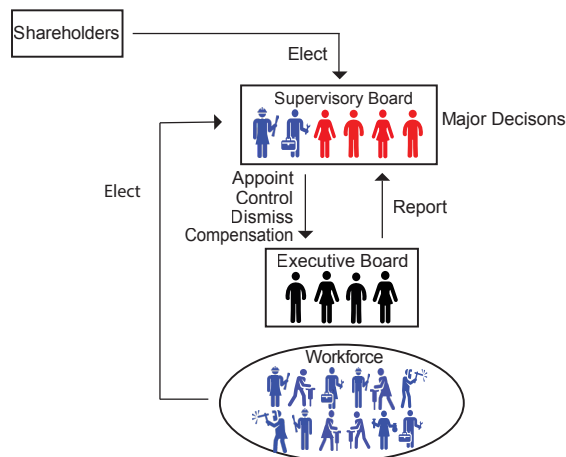 Shareholders
Elect
Supervisory Board
Major Decisons
Elect
Appoint
Control
Dismiss
Compensation
Report
Executive Board
Workforce